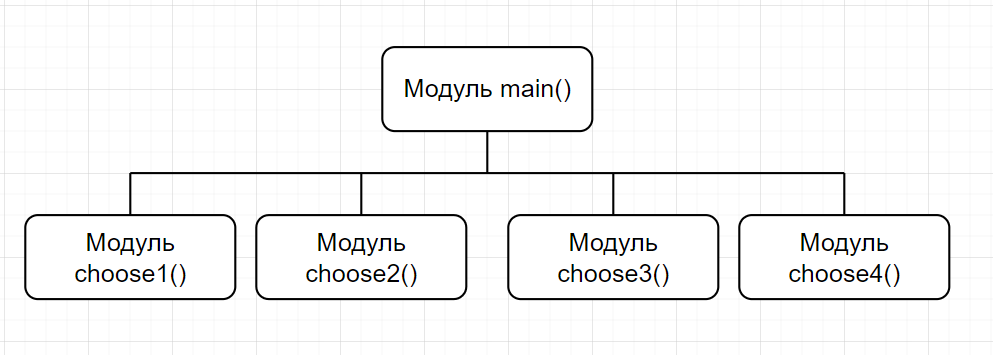 Модуль main()
Модуль
choose1()
Модуль
choose2()
Модуль
choose3()
Модуль
choose4()